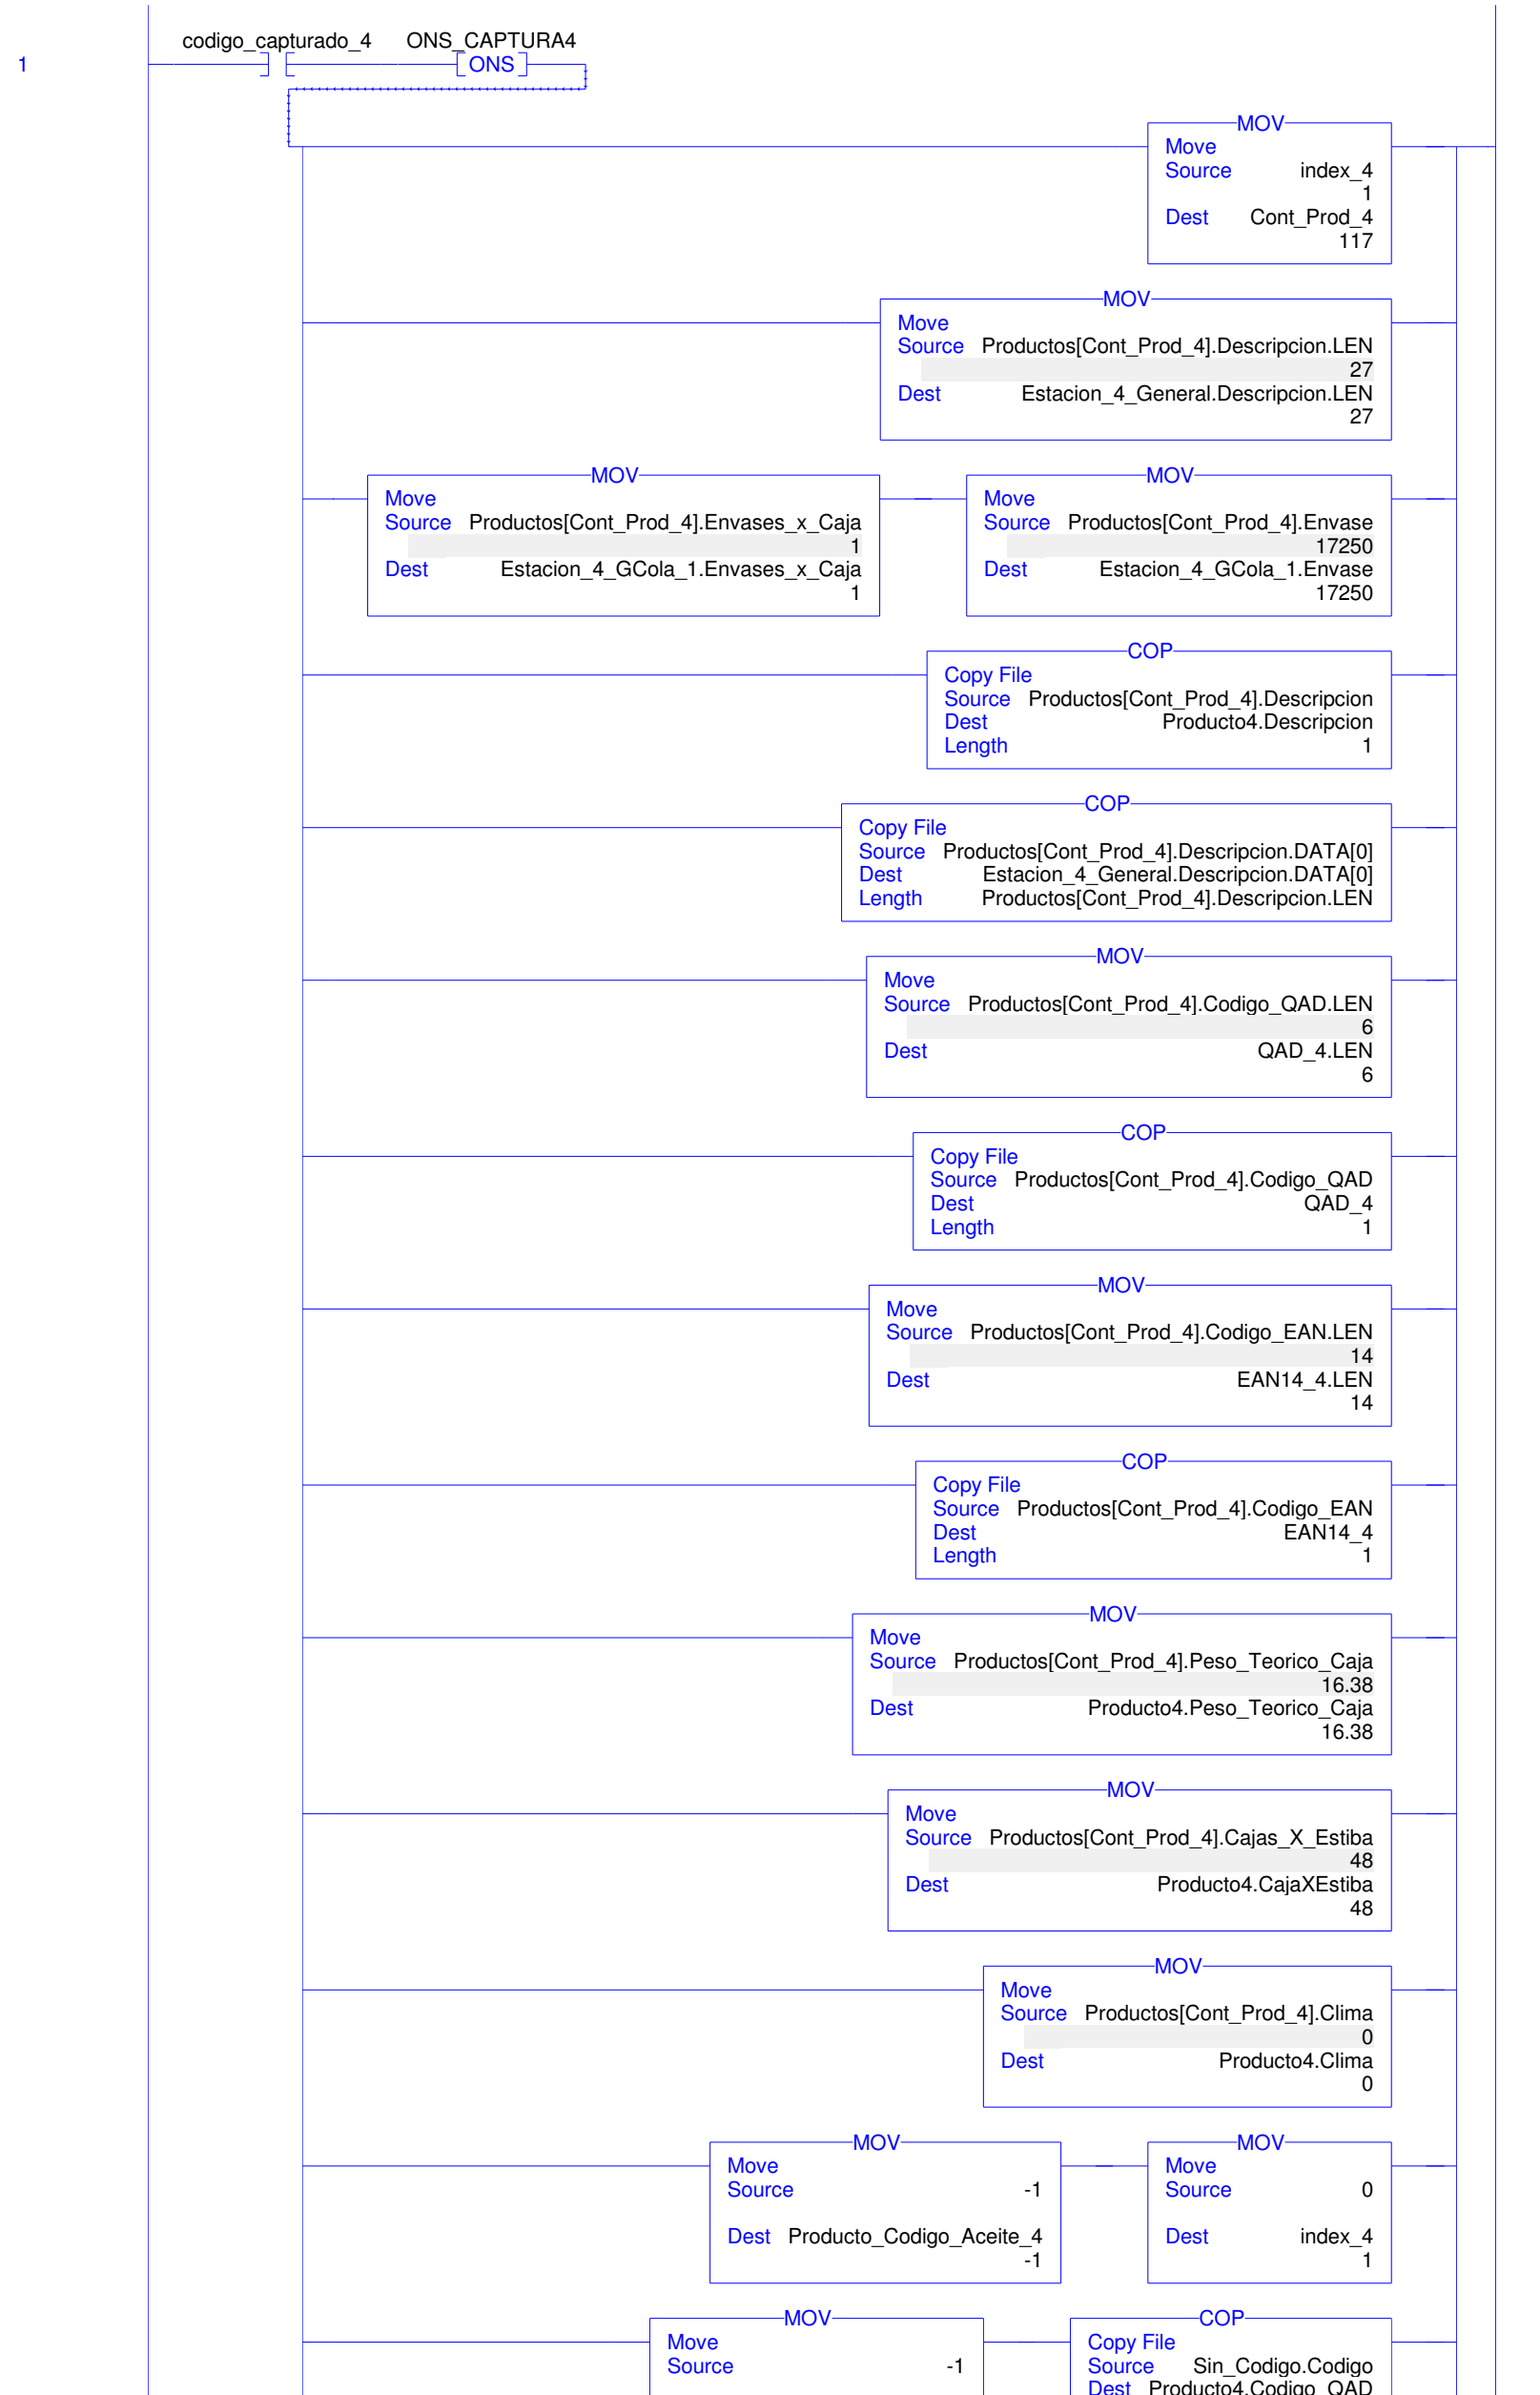 codigo_capturado_4 ONS_CAPTURA4
1 ONS
MOV
Move
Source index_4
1
Dest Cont_Prod_4
117
MOV
Move
Source Productos[Cont_Prod_4].Descripcion.LEN
27
Dest Estacion_4_General.Descripcion.LEN
27
MOV
Move
Source Productos[Cont_Prod_4].Envases_x_Caja
1
Dest Estacion_4_GCola_1.Envases_x_Caja
1
MOV
Move
Source Productos[Cont_Prod_4].Envase
17250
Dest Estacion_4_GCola_1.Envase
17250
COP
Copy File
Source Productos[Cont_Prod_4].Descripcion
Dest Producto4.Descripcion
Length 1
COP
Copy File
Source Productos[Cont_Prod_4].Descripcion.DATA[0]
Dest Estacion_4_General.Descripcion.DATA[0]
Length Productos[Cont_Prod_4].Descripcion.LEN
MOV
Move
Source Productos[Cont_Prod_4].Codigo_QAD.LEN
6
Dest QAD_4.LEN
6
COP
Copy File
Source Productos[Cont_Prod_4].Codigo_QAD
Dest QAD_4
Length 1
MOV
Move
Source Productos[Cont_Prod_4].Codigo_EAN.LEN
14
Dest EAN14_4.LEN
14
COP
Copy File
Source Productos[Cont_Prod_4].Codigo_EAN
Dest EAN14_4
Length 1
MOV
Move
Source Productos[Cont_Prod_4].Peso_Teorico_Caja
16.38
Dest Producto4.Peso_Teorico_Caja
16.38
MOV
Move
Source Productos[Cont_Prod_4].Cajas_X_Estiba
48
Dest Producto4.CajaXEstiba
48
MOV
Move
Source Productos[Cont_Prod_4].Clima
0
Dest Producto4.Clima
0
MOV
Move
Source -1
Dest Producto_Codigo_Aceite_4
-1
MOV
Move
Source 0
Dest index_4
1
MOV
Move
Source -1
COP
Copy File
Source Sin_Codigo.Codigo
Dest Producto4.Codigo_QAD